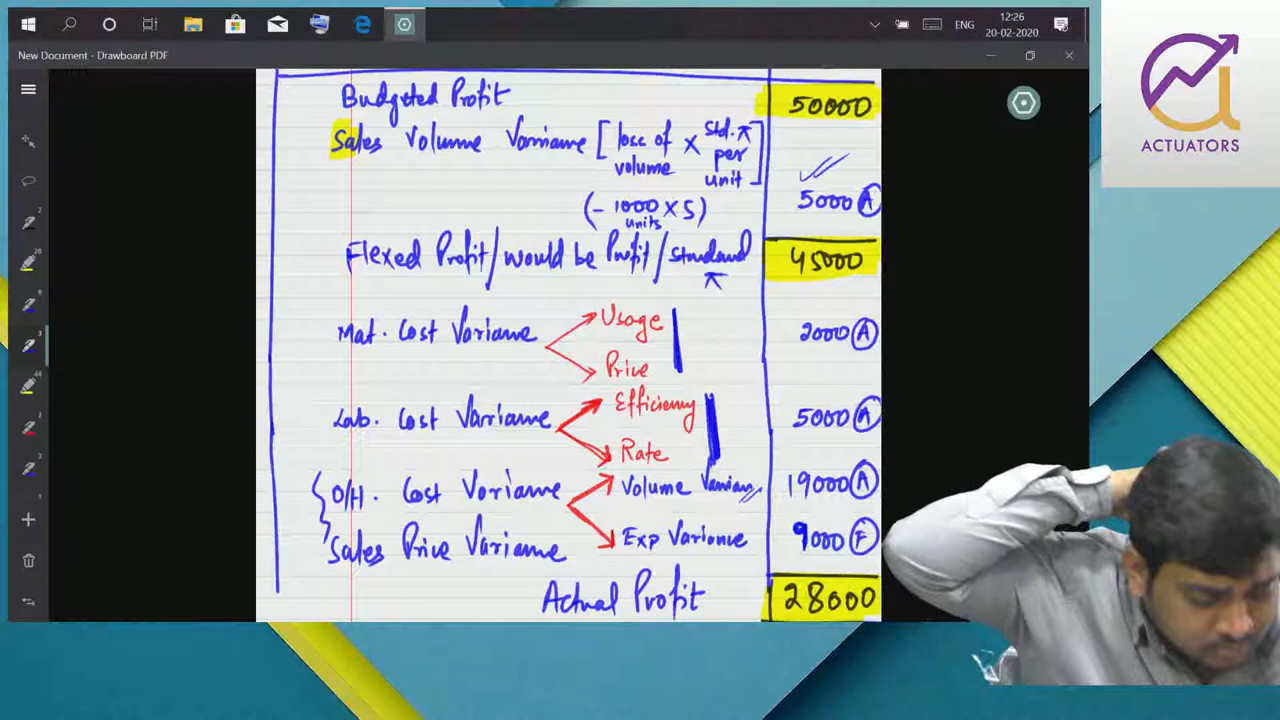 12:26
ENG
20-02-2020
New Document - Drawboard PDF
ACTUATORS
Budgeted Profit 50000
Sales Volume Variance [ loss of volume × Std. π per unit ] 5000 (A)
(- 1000 units × 5)
Flexed Profit/would be Profit/standard π 45000
Mat. Cost Variance 2000 (A)
Usage
Price
Lab. Cost Variance 5000 (A)
Efficiency
Rate
O/H. Cost Variance 19000 (A)
Volume Variance
Exp Variance
Sales Price Variance 9000 (F)
Actual Profit 28000